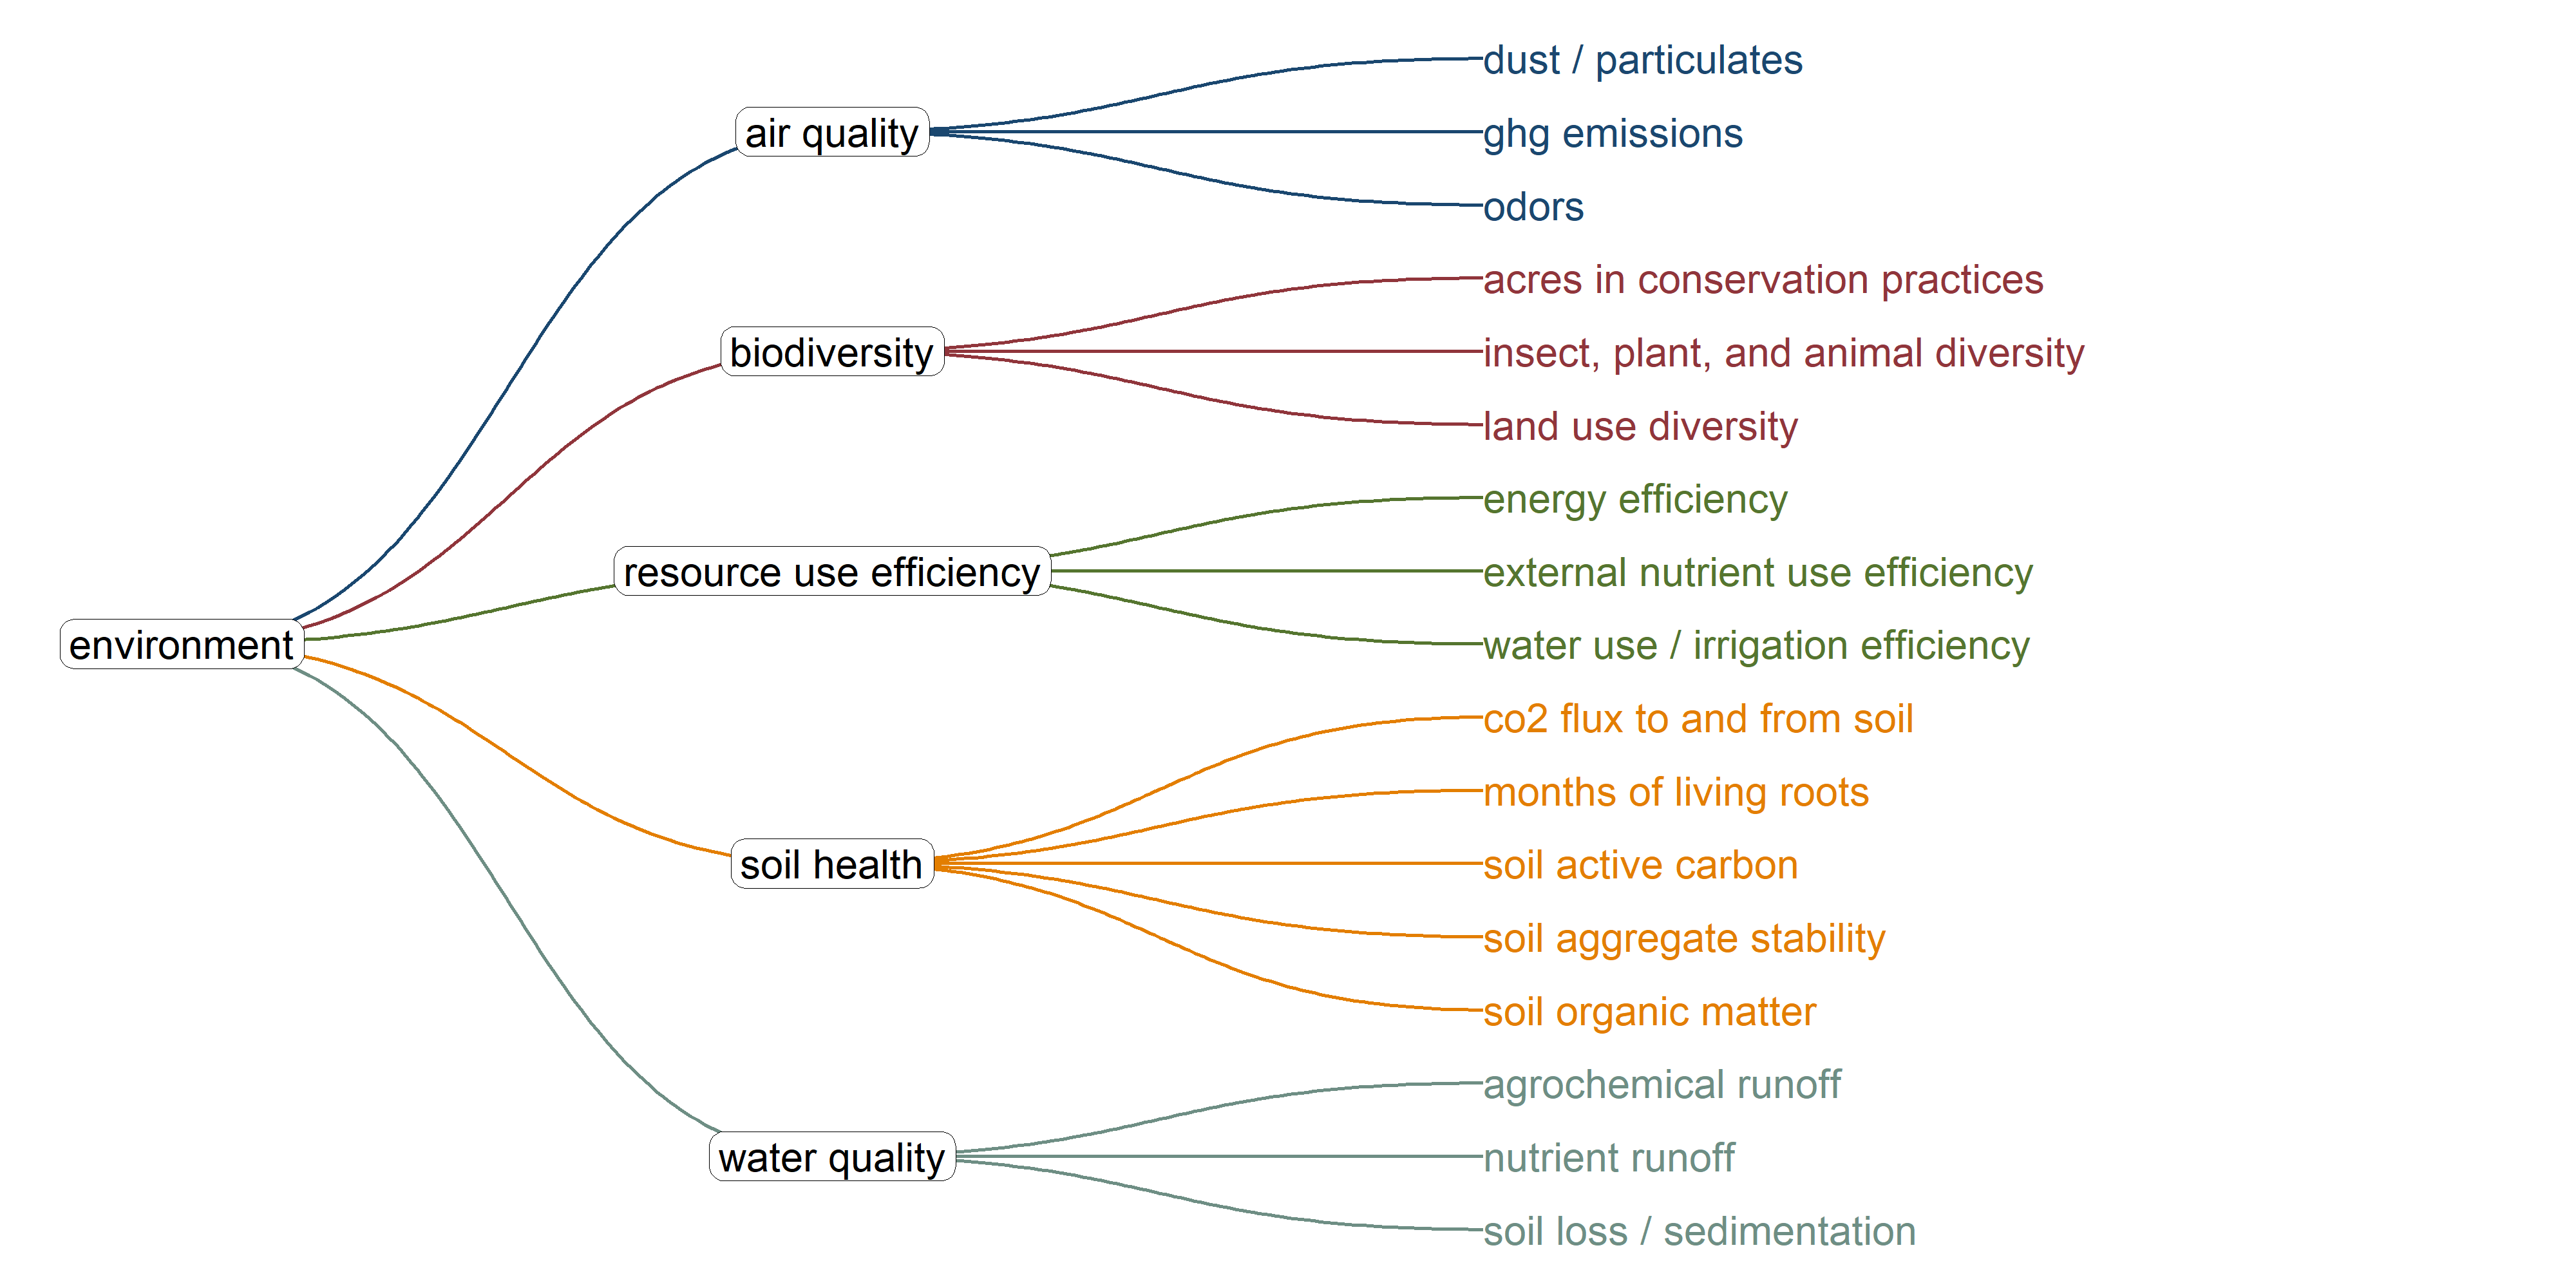 environment
air quality
dust / particulates
ghg emissions
odors
biodiversity
acres in conservation practices
insect, plant, and animal diversity
land use diversity
resource use efficiency
energy efficiency
external nutrient use efficiency
water use / irrigation efficiency
soil health
co2 flux to and from soil
months of living roots
soil active carbon
soil aggregate stability
soil organic matter
water quality
agrochemical runoff
nutrient runoff
soil loss / sedimentation